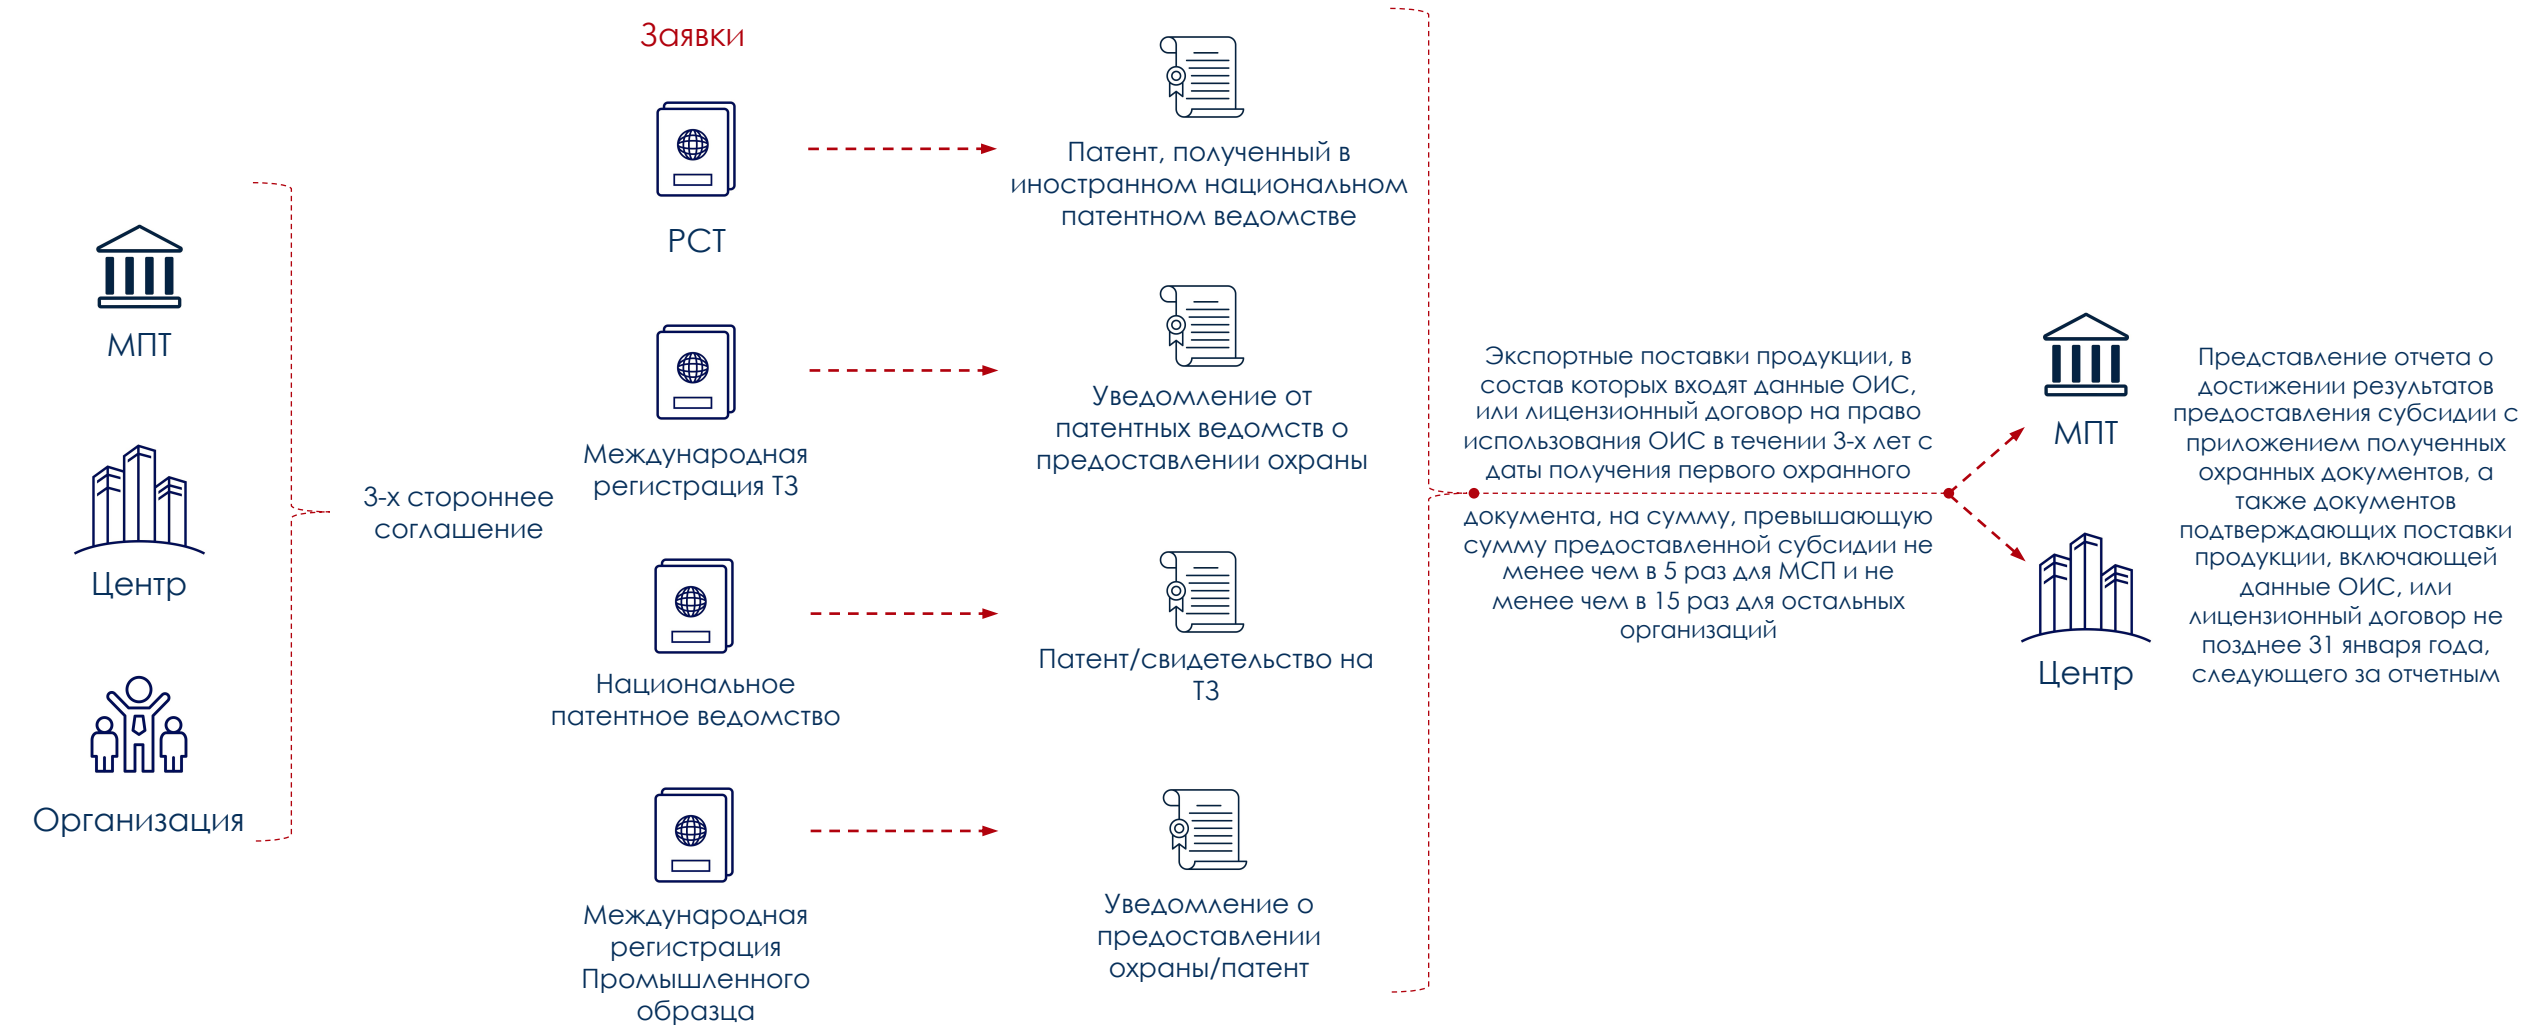 МПТ
Центр
Организация
3-х стороннее
соглашение
Заявки
PCT
Международная
регистрация ТЗ
Национальное
патентное ведомство
Международная
регистрация
Промышленного
образца
Патент, полученный в
иностранном национальном
патентном ведомстве
Уведомление от
патентных ведомств о
предоставлении охраны
Патент/свидетельство на
ТЗ
Уведомление о
предоставлении
охраны/патент
Экспортные поставки продукции, в
состав которых входят данные ОИС,
или лицензионный договор на право
использования ОИС в течении 3-х лет с
даты получения первого охранного
документа, на сумму, превышающую
сумму предоставленной субсидии не
менее чем в 5 раз для МСП и не
менее чем в 15 раз для остальных
организаций
МПТ
Центр
Представление отчета о
достижении результатов
предоставления субсидии с
приложением полученных
охранных документов, а
также документов
подтверждающих поставки
продукции, включающей
данные ОИС, или
лицензионный договор не
позднее 31 января года,
следующего за отчетным